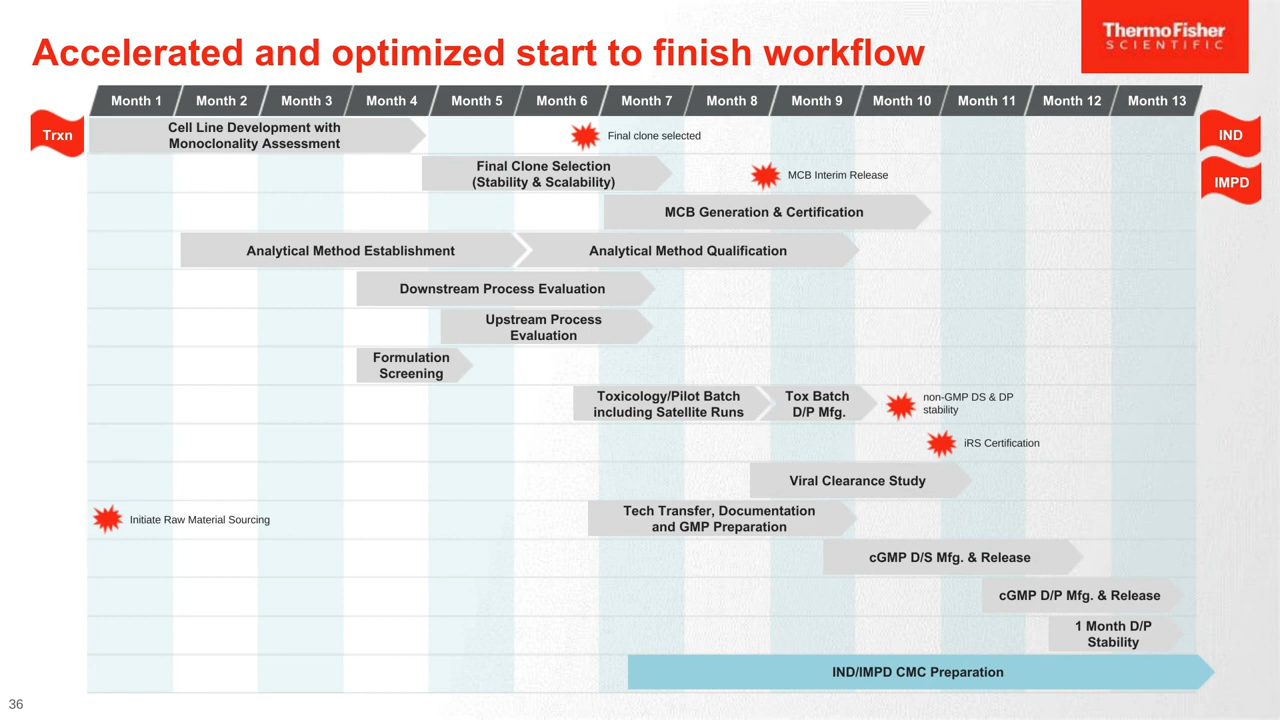 Accelerated and optimized start to finish workflow
ThermoFisher
SCIENTIFIC
Month 1
Month 2
Month 3
Month 4
Month 5
Month 6
Month 7
Month 8
Month 9
Month 10
Month 11
Month 12
Month 13
Trxn
Cell Line Development with
Monoclonality Assessment
Final clone selected
IND
Final Clone Selection
(Stability & Scalability)
MCB Interim Release
IMPD
MCB Generation & Certification
Analytical Method Establishment
Analytical Method Qualification
Downstream Process Evaluation
Upstream Process
Evaluation
Formulation
Screening
Toxicology/Pilot Batch
including Satellite Runs
Tox Batch
D/P Mfg.
non-GMP DS & DP
stability
iRS Certification
Viral Clearance Study
Initiate Raw Material Sourcing
Tech Transfer, Documentation
and GMP Preparation
cGMP D/S Mfg. & Release
cGMP D/P Mfg. & Release
1 Month D/P
Stability
IND/IMPD CMC Preparation
36